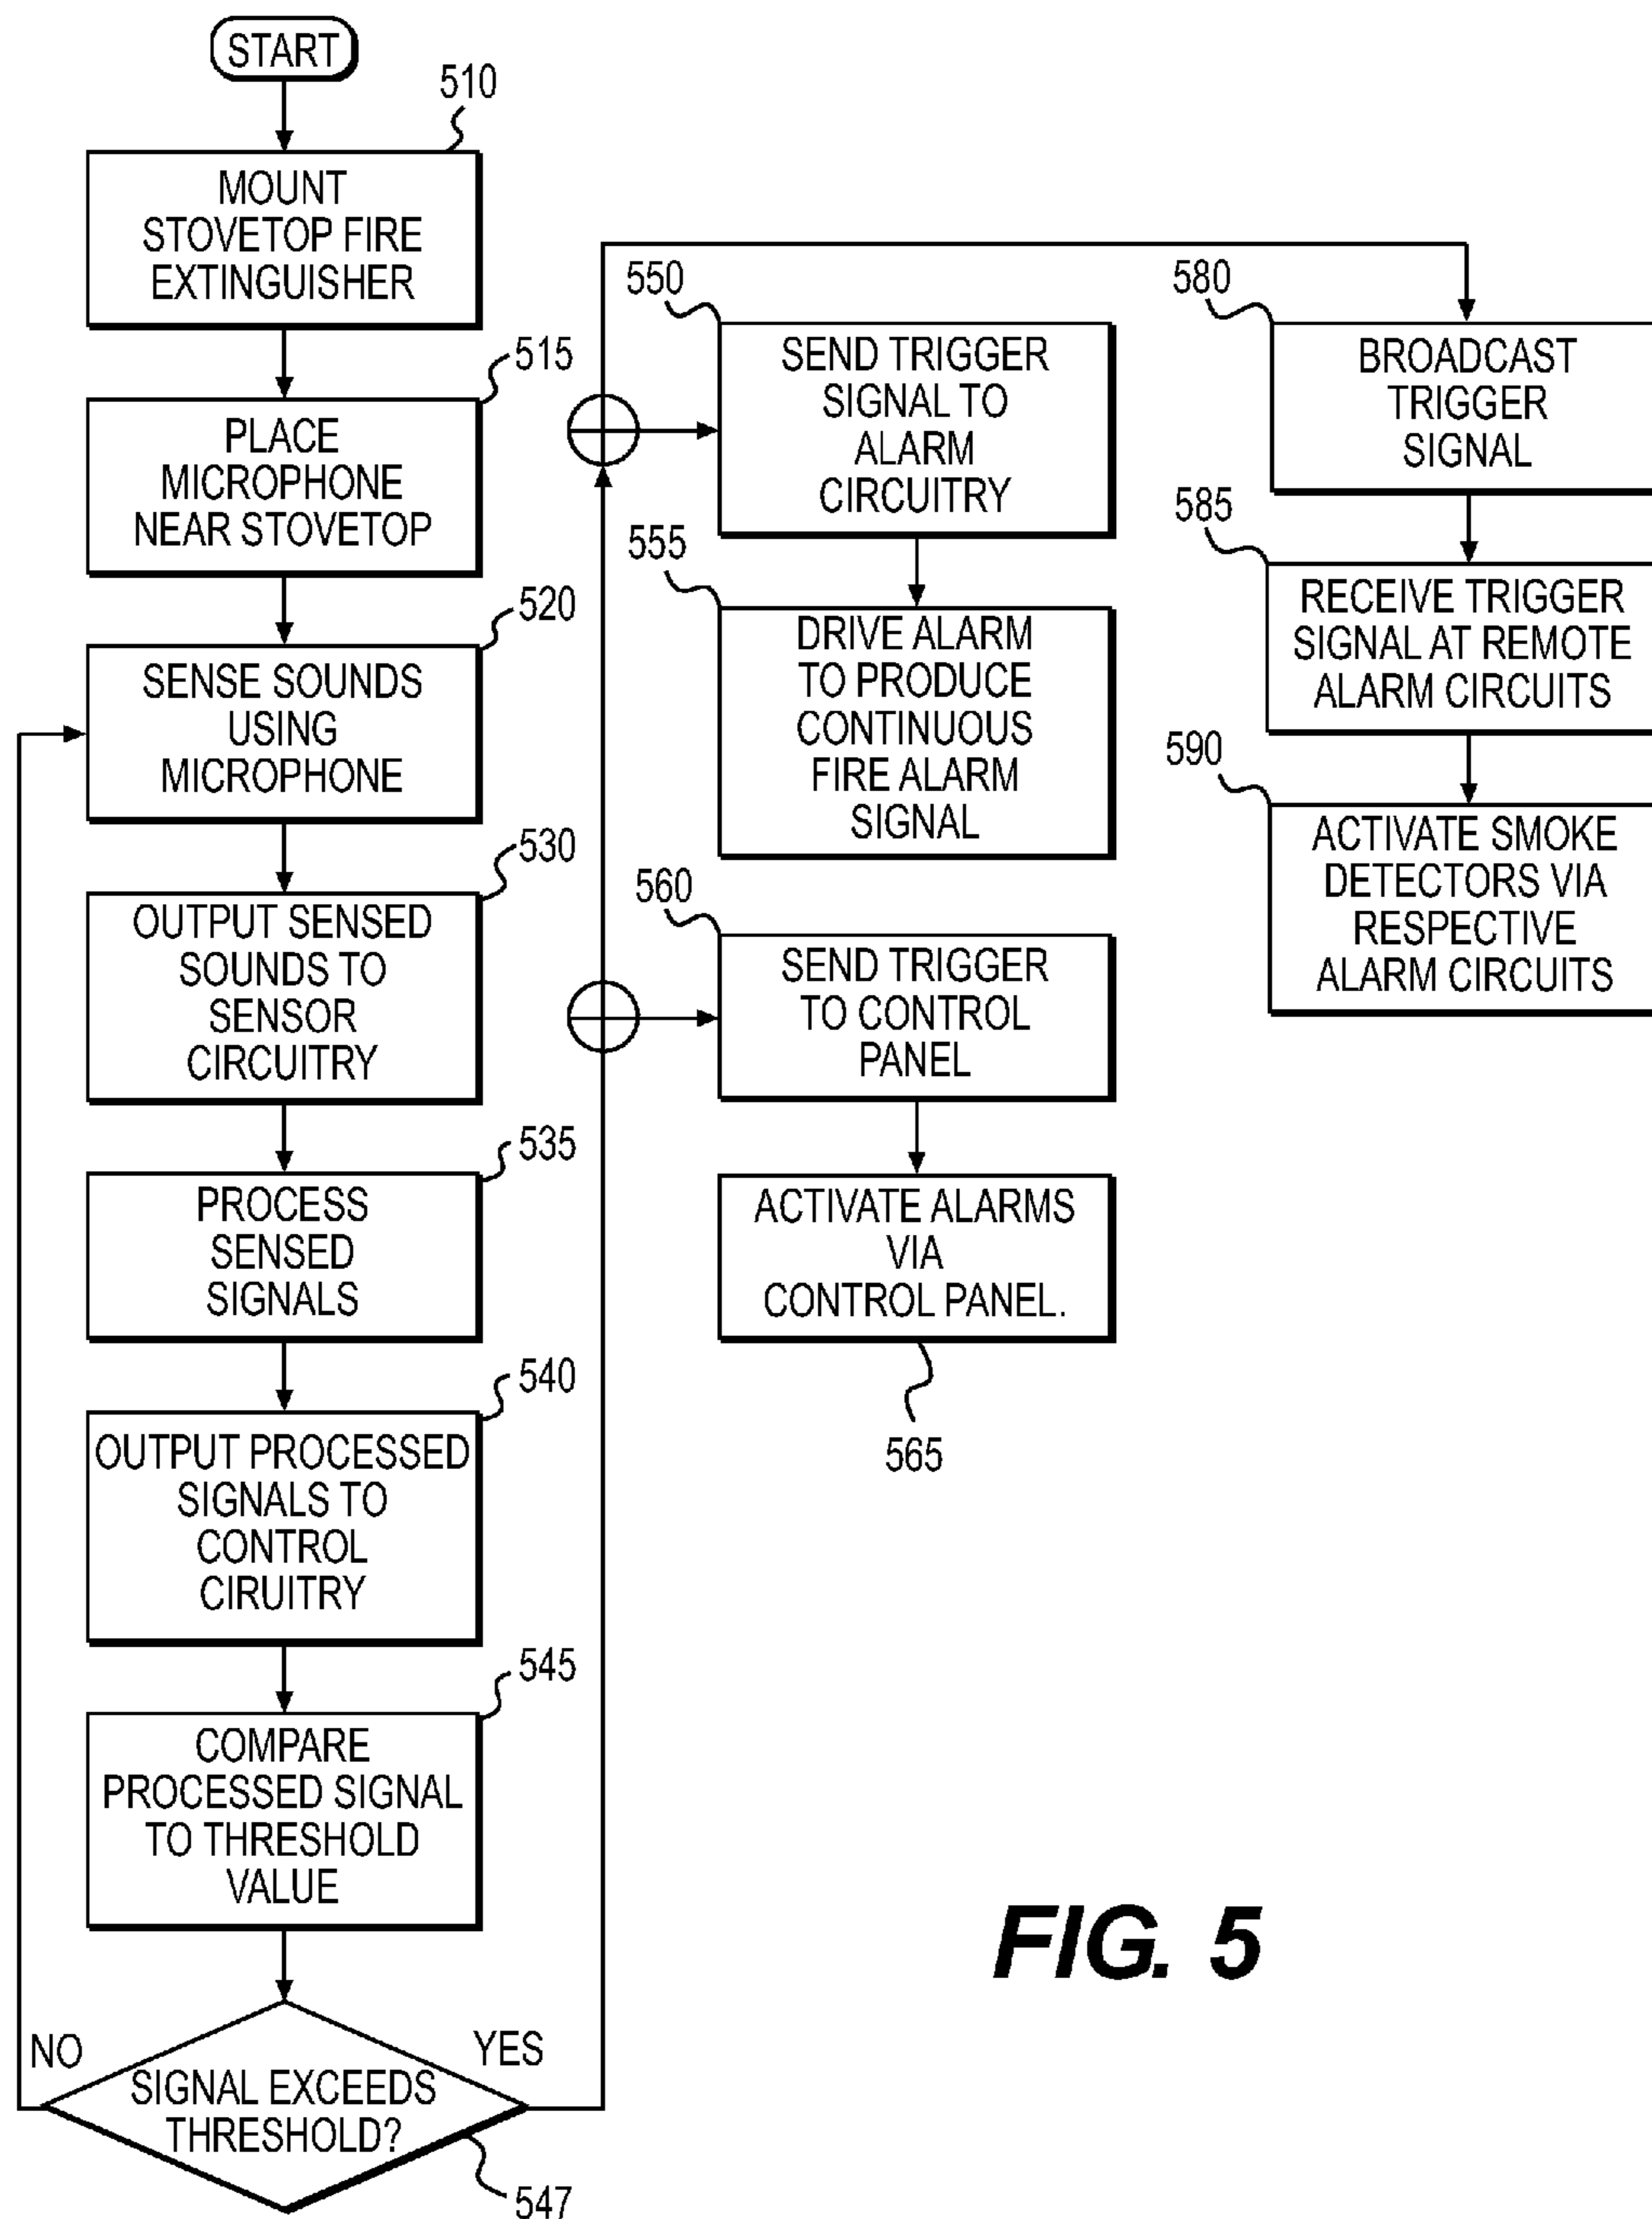 START
510
MOUNT
STOVETOP FIRE
EXTINGUISHER
515
PLACE
MICROPHONE
NEAR STOVETOP
520
SENSE SOUNDS
USING
MICROPHONE
530
OUTPUT SENSED
SOUNDS TO
SENSOR
CIRCUITRY
535
PROCESS
SENSED
SIGNALS
540
OUTPUT PROCESSED
SIGNALS TO
CONTROL
CIRUITRY
545
COMPARE
PROCESSED SIGNAL
TO THRESHOLD
VALUE
NO
YES
SIGNAL EXCEEDS
THRESHOLD?
547
550
SEND TRIGGER
SIGNAL TO
ALARM
CIRCUITRY
555
DRIVE ALARM
TO PRODUCE
CONTINUOUS
FIRE ALARM
SIGNAL
560
SEND TRIGGER
TO CONTROL
PANEL
ACTIVATE ALARMS
VIA
CONTROL PANEL.
565
580
BROADCAST
TRIGGER
SIGNAL
585
RECEIVE TRIGGER
SIGNAL AT REMOTE
ALARM CIRCUITS
590
ACTIVATE SMOKE
DETECTORS VIA
RESPECTIVE
ALARM CIRCUITS
FIG. 5